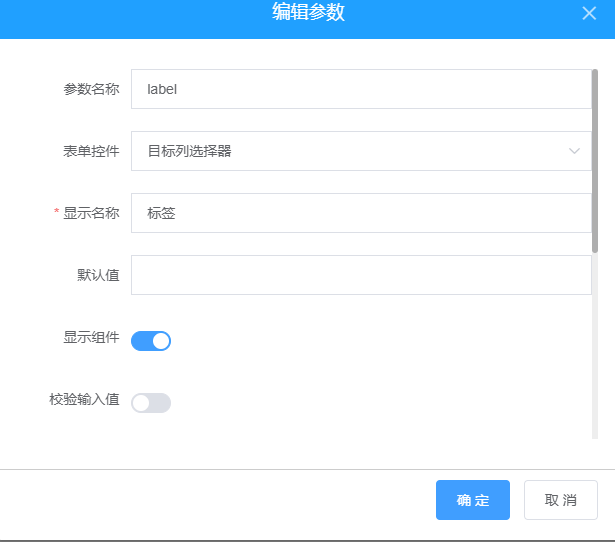 编辑参数
参数名称 label
表单控件 目标列选择器
* 显示名称 标签
默认值
显示组件
校验输入值
确 定 取 消